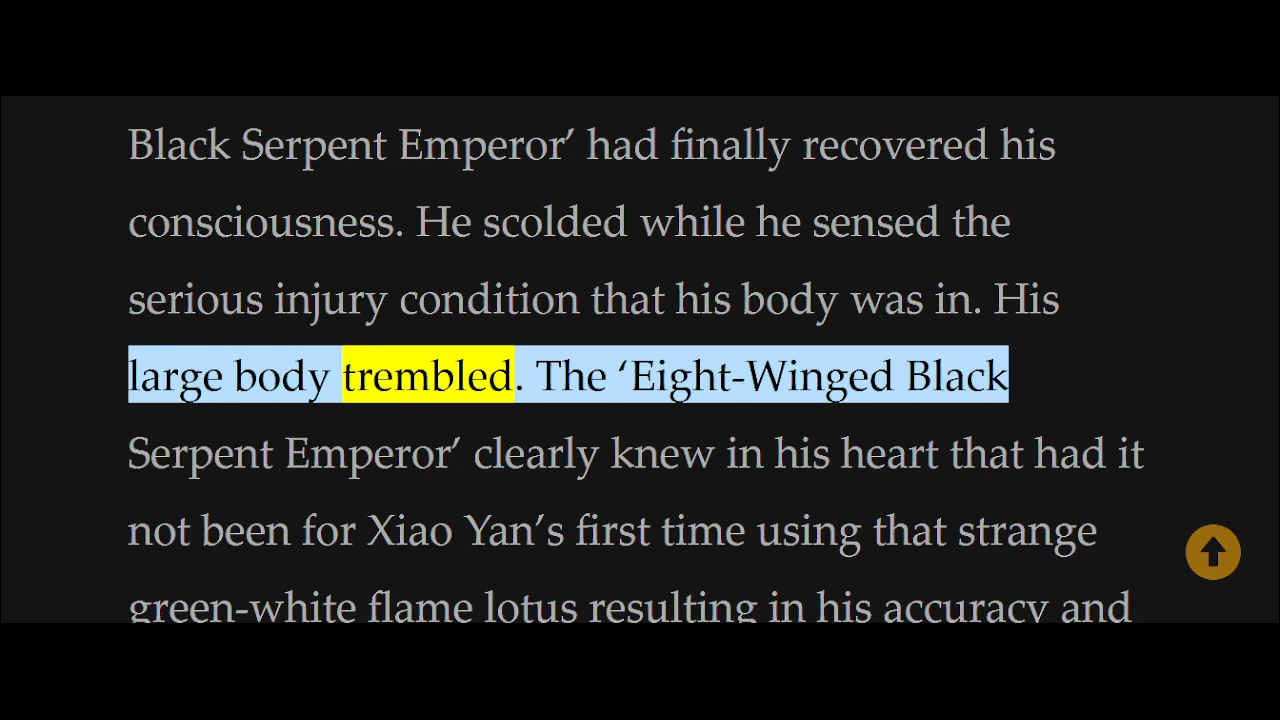 Black Serpent Emperor’ had finally recovered his
consciousness. He scolded while he sensed the
serious injury condition that his body was in. His
large body trembled. The ‘Eight-Winged Black
Serpent Emperor’ clearly knew in his heart that had it
not been for Xiao Yan’s first time using that strange
green-white flame lotus resulting in his accuracy and